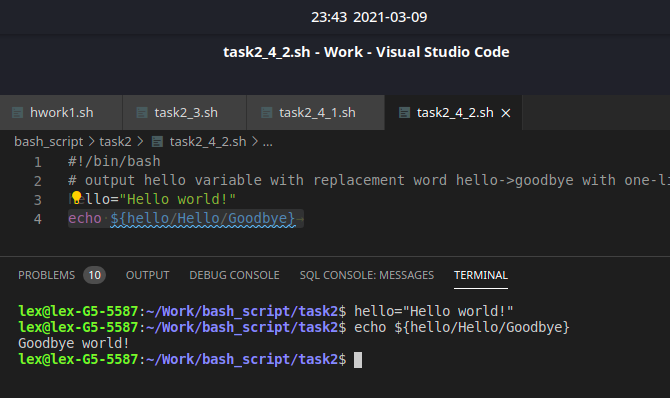 23:43 2021-03-09
task2_4_2.sh - Work - Visual Studio Code
hwork1.sh task2_3.sh task2_4_1.sh task2_4_2.sh
bash_script > task2 > task2_4_2.sh > ...
1 #!/bin/bash
2 # output hello variable with replacement word hello->goodbye with one-li
3 hello="Hello world!"
4 echo ${hello/Hello/Goodbye}
PROBLEMS 10 OUTPUT DEBUG CONSOLE SQL CONSOLE: MESSAGES TERMINAL
lex@lex-G5-5587:~/Work/bash_script/task2$ hello="Hello world!"
lex@lex-G5-5587:~/Work/bash_script/task2$ echo ${hello/Hello/Goodbye}
Goodbye world!
lex@lex-G5-5587:~/Work/bash_script/task2$